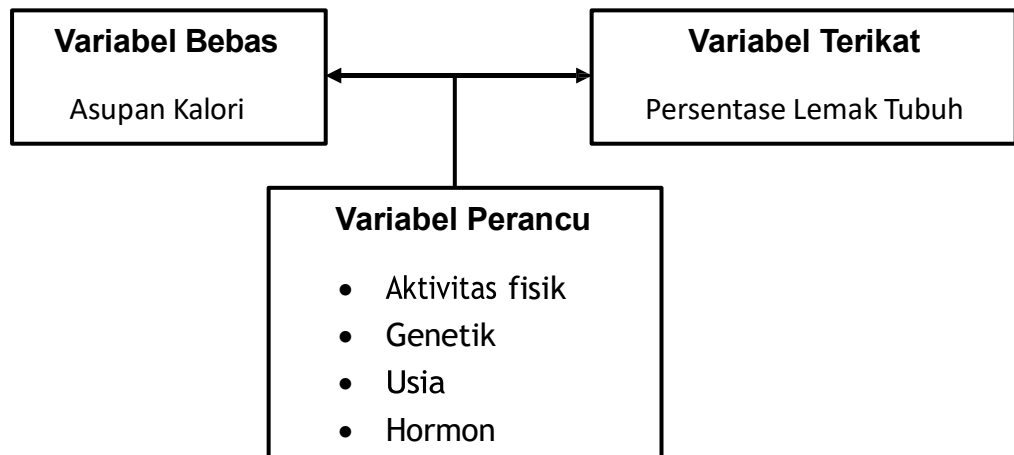 Variabel Bebas
Asupan Kalori
Variabel Terikat
Persentase Lemak Tubuh
Variabel Perancu
• Aktivitas fisik
• Genetik
• Usia
• Hormon